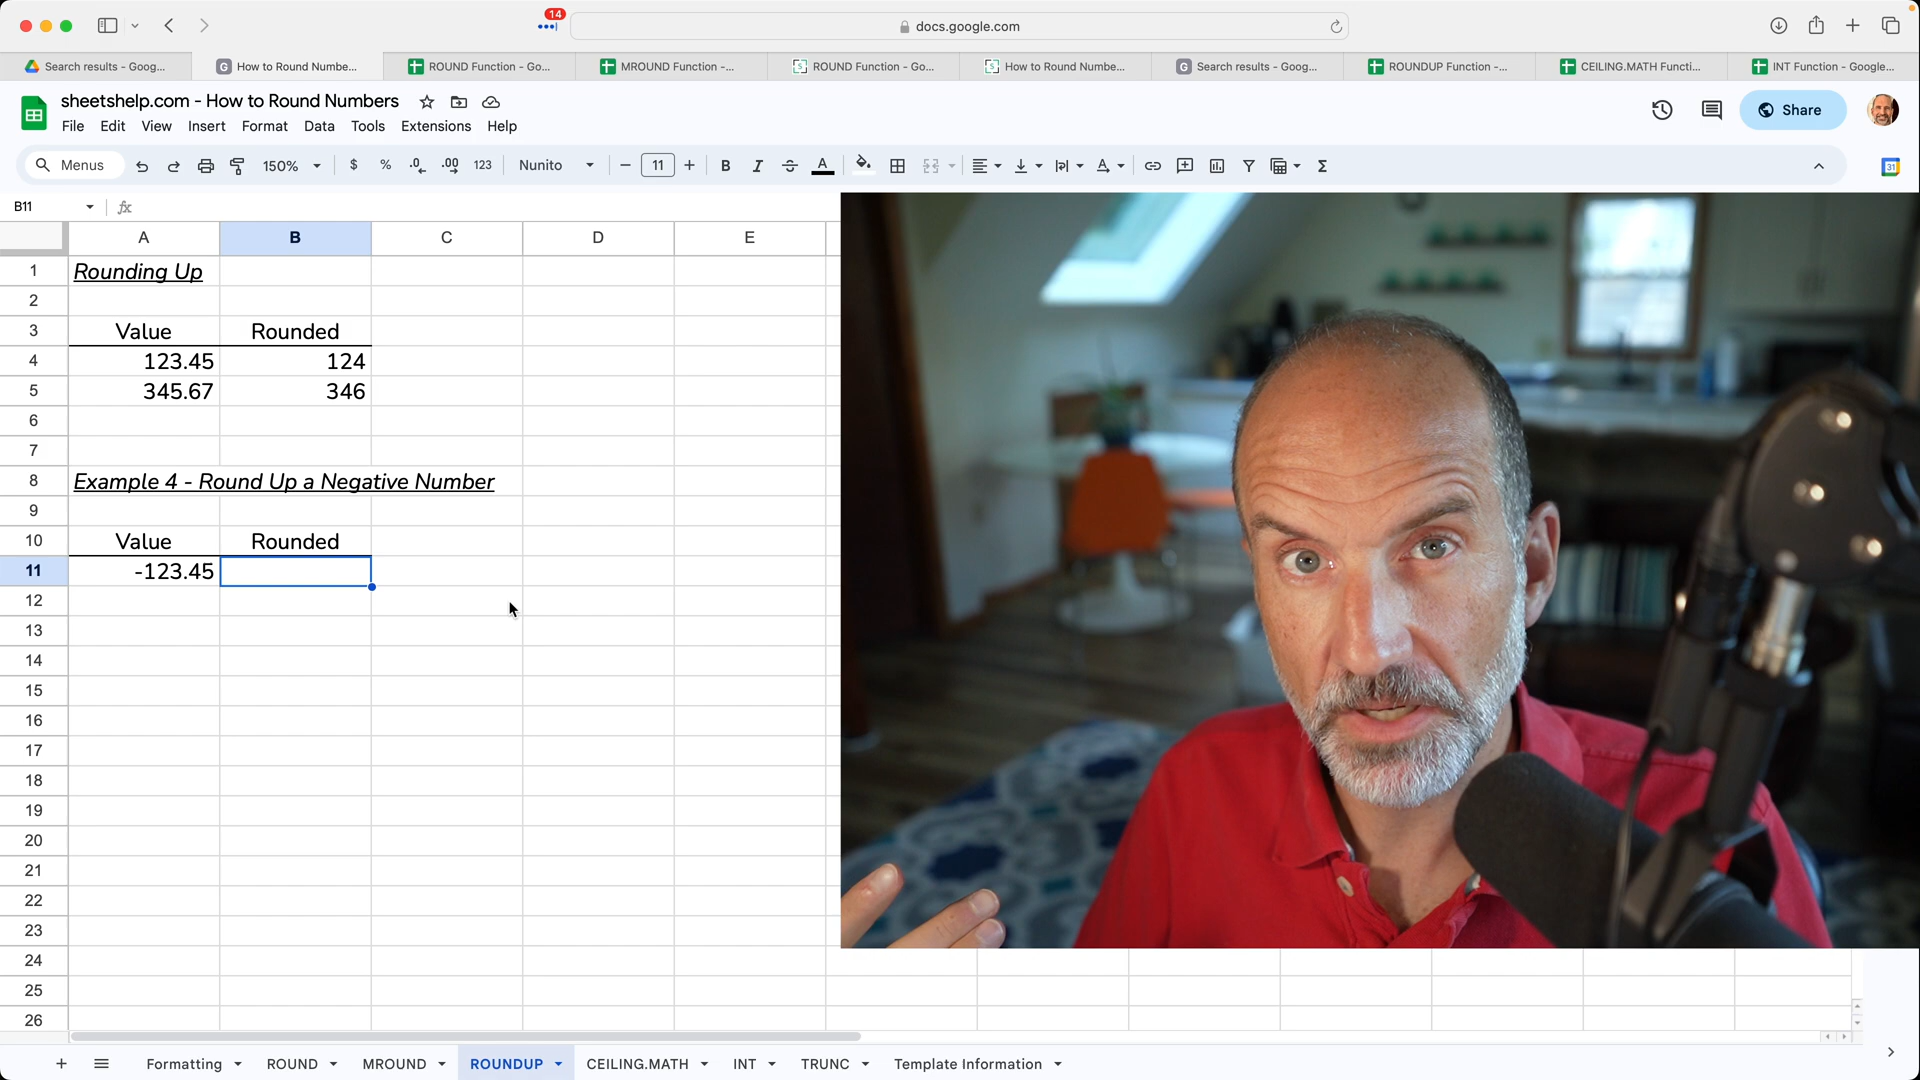 14
docs.google.com
Search results - Goog...
How to Round Numbe...
ROUND Function - Go...
MROUND Function -...
ROUND Function - Go...
How to Round Numbe...
Search results - Goog...
ROUNDUP Function -...
CEILING.MATH Functi...
INT Function - Google...
sheetshelp.com - How to Round Numbers
File Edit View Insert Format Data Tools Extensions Help
Share
Menus 150% $ % .0 .00 123 Nunito 11 B I S A Σ
31
B11 fx
A B C D E
1 Rounding Up
2
3 Value Rounded
4 123.45 124
5 345.67 346
6
7
8 Example 4 - Round Up a Negative Number
9
10 Value Rounded
11 -123.45
12
13
14
15
16
17
18
19
20
21
22
23
24
25
26
Formatting ROUND MROUND ROUNDUP CEILING.MATH INT TRUNC Template Information